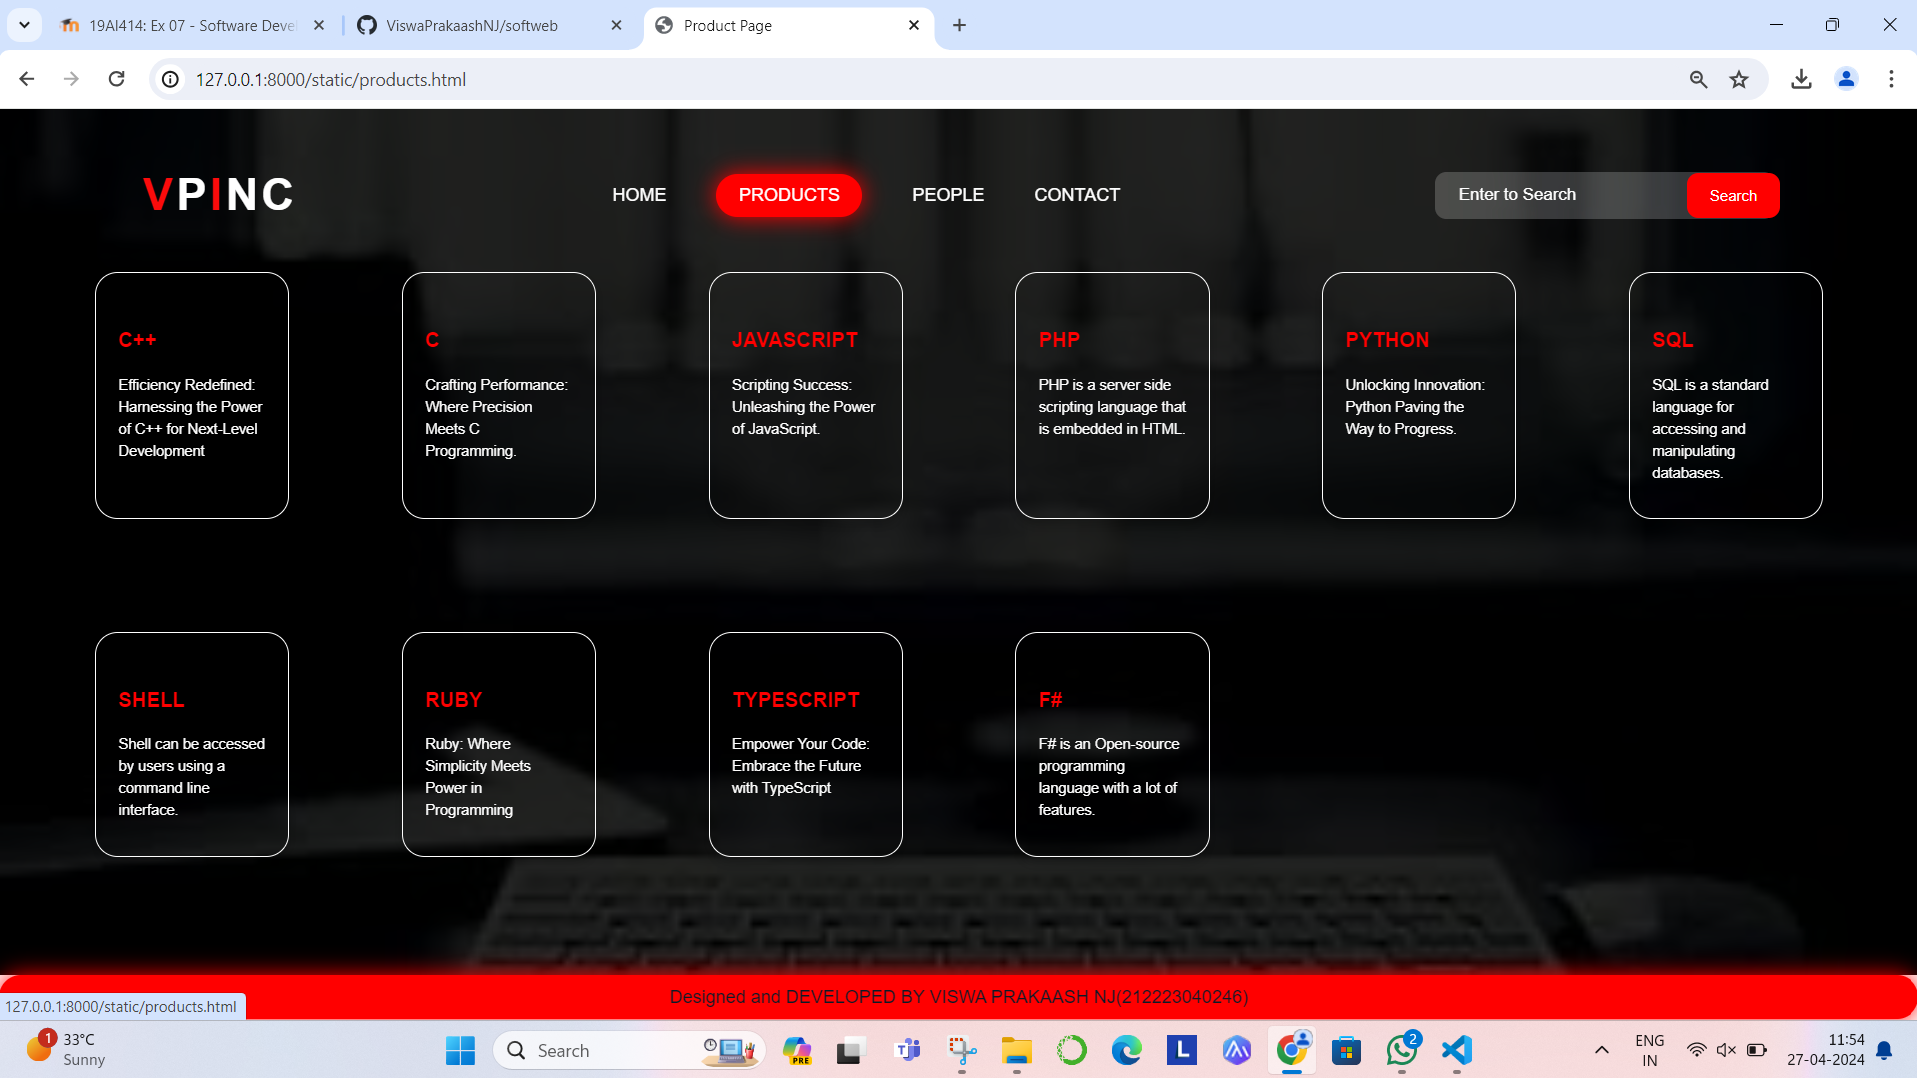 19AI414: Ex 07 - Software Deve
ViswaPrakaashNJ/softweb
Product Page
127.0.0.1:8000/static/products.html
VPINC
HOME
PRODUCTS
PEOPLE
CONTACT
Enter to Search
Search
C++
Efficiency Redefined:
Harnessing the Power
of C++ for Next-Level
Development
C
Crafting Performance:
Where Precision
Meets C
Programming.
JAVASCRIPT
Scripting Success:
Unleashing the Power
of JavaScript.
PHP
PHP is a server side
scripting language that
is embedded in HTML.
PYTHON
Unlocking Innovation:
Python Paving the
Way to Progress.
SQL
SQL is a standard
language for
accessing and
manipulating
databases.
SHELL
Shell can be accessed
by users using a
command line
interface.
RUBY
Ruby: Where
Simplicity Meets
Power in
Programming
TYPESCRIPT
Empower Your Code:
Embrace the Future
with TypeScript
F#
F# is an Open-source
programming
language with a lot of
features.
Designed and DEVELOPED BY VISWA PRAKAASH NJ(212223040246)
127.0.0.1:8000/static/products.html
1
33°C
Sunny
Search
PRE
L
2
ENG
IN
11:54
27-04-2024